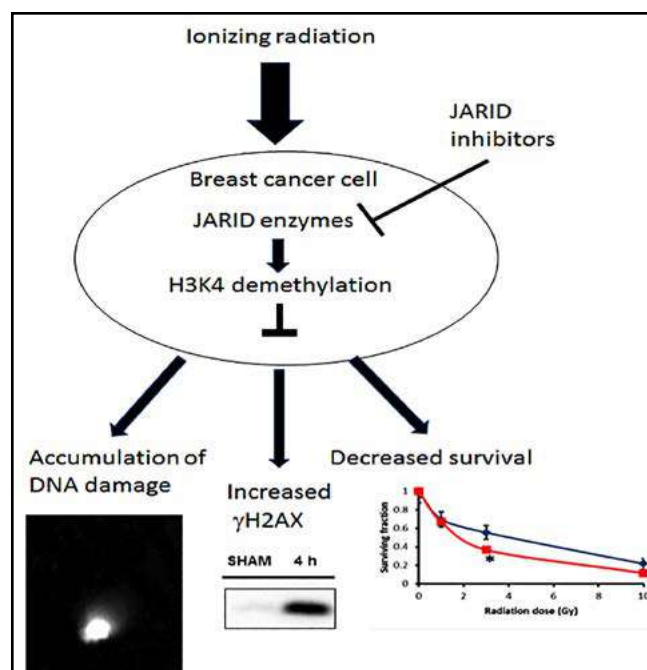 Ionizing radiation
JARID
inhibitors
Breast cancer cell
JARID enzymes
H3K4 demethylation
Accumulation of
DNA damage
Increased
γH2AX
SHAM 4 h
Decreased survival
Surviving fraction
1
0.8
0.6
0.4
0.2
0
0 2 4 6 8 10
*
Radiation dose (Gy)